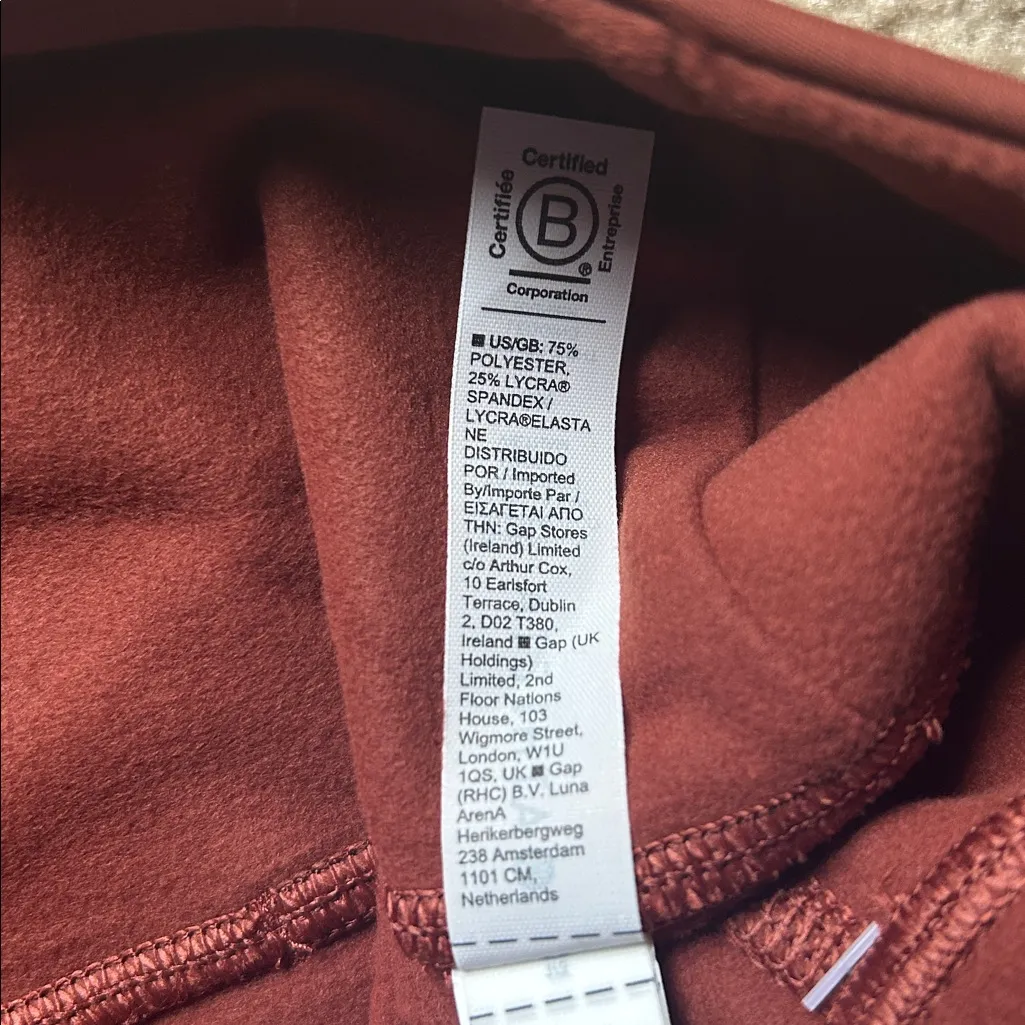 Certified
Certifiée
B
®
Entreprise
Corporation
US/GB: 75%
POLYESTER,
25% LYCRA®
SPANDEX /
LYCRA®ELASTA
NE
DISTRIBUIDO
POR / Imported
By/Importe Par /
ΕΙΣΑΓΕΤΑΙ ΑΠΟ
ΤΗΝ: Gap Stores
(Ireland) Limited
c/o Arthur Cox,
10 Earlsfort
Terrace, Dublin
2, D02 T380,
Ireland Gap (UK
Holdings)
Limited, 2nd
Floor Nations
House, 103
Wigmore Street,
London, W1U
1QS, UK Gap
(RHC) B.V. Luna
ArenA
Herikerbergweg
238 Amsterdam
1101 CM,
Netherlands